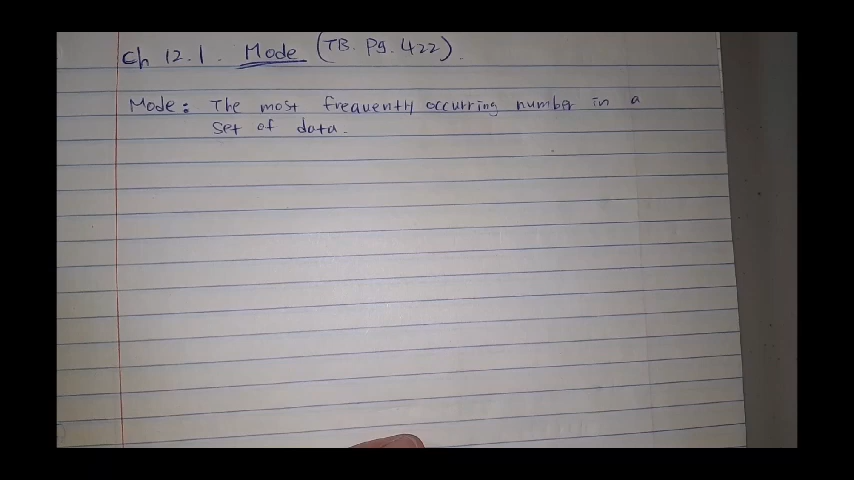 Ch 12.1. Mode (TB. Pg. 422).
Mode: The most frequently occurring number in a
set of data.